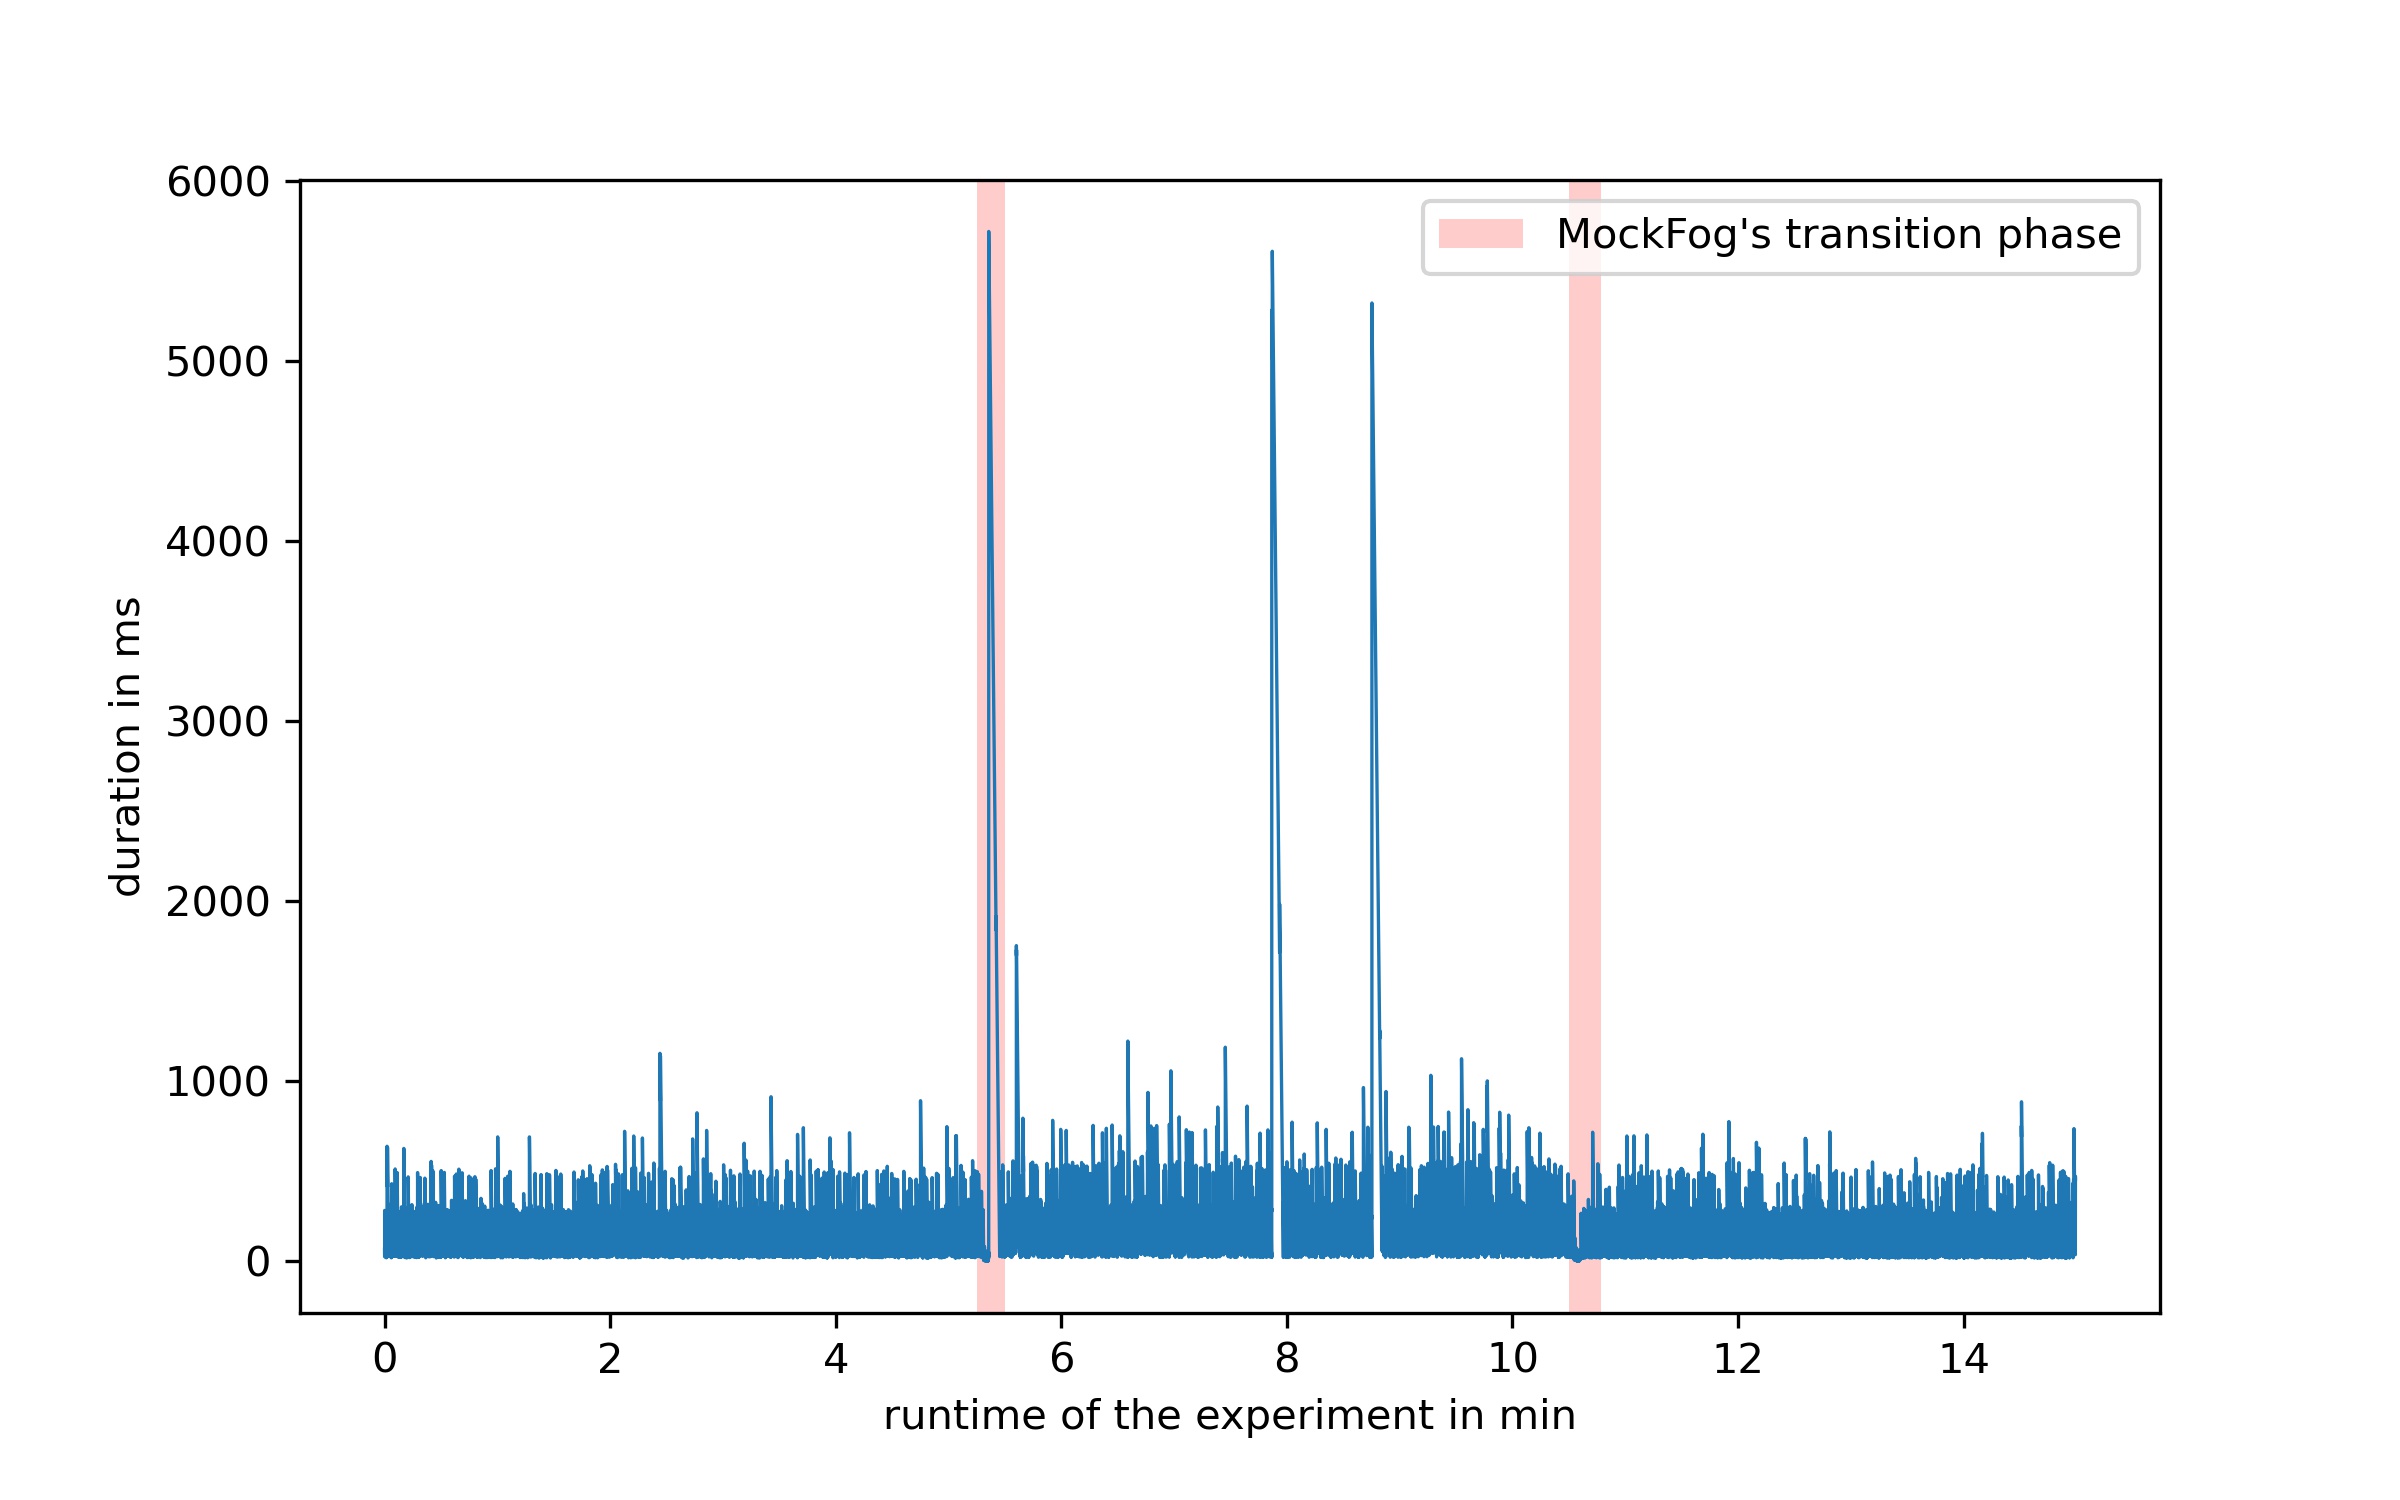 6000
5000
4000
3000
2000
1000
0
duration in ms
MockFog's transition phase
0 2 4 6 8 10 12 14
runtime of the experiment in min